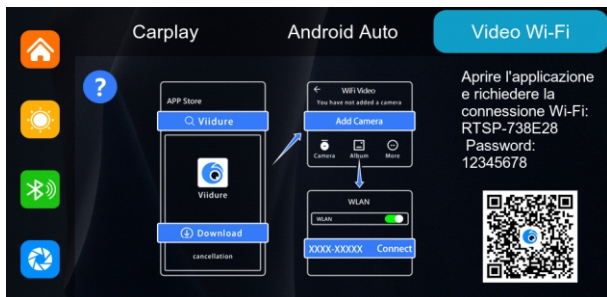 Carplay
Android Auto
Video Wi-Fi
?
APP Store
Viidure
Viidure
Download
cancellation
WiFi Video
You have not added a camera
Add Camera
Camera
Album
More
WLAN
WLAN
XXXX-XXXXX Connect
Aprire l'applicazione
e richiedere la
connessione Wi-Fi:
RTSP-738E28
Password:
12345678